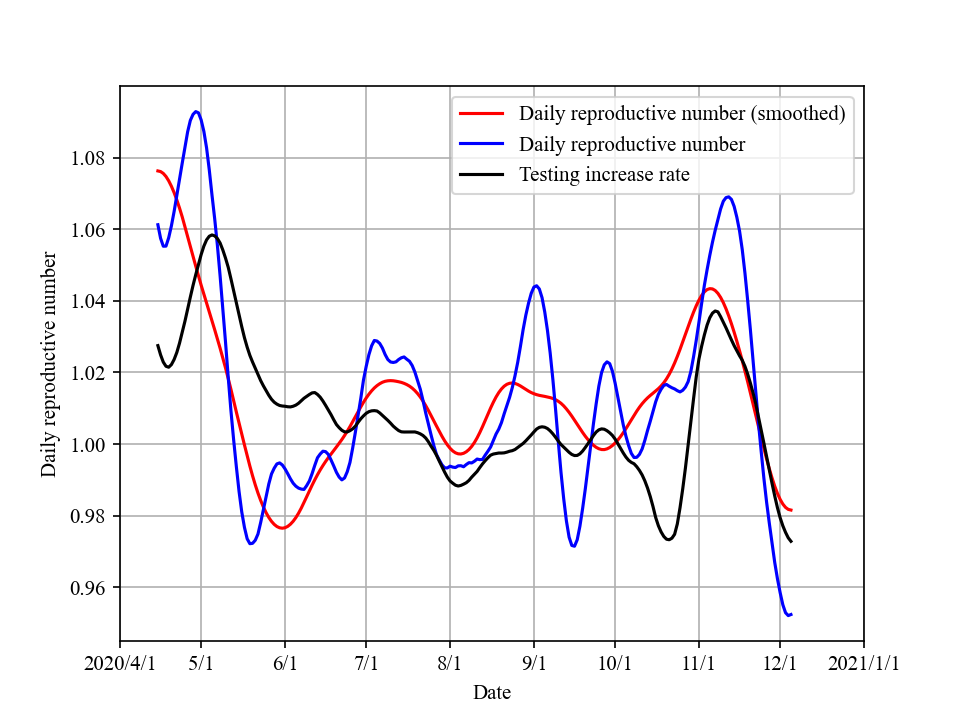 Daily reproductive number (smoothed)
Daily reproductive number
Testing increase rate
1.08
1.06
1.04
1.02
1.00
0.98
0.96
Daily reproductive number
2020/4/1 5/1 6/1 7/1 8/1 9/1 10/1 11/1 12/1 2021/1/1
Date